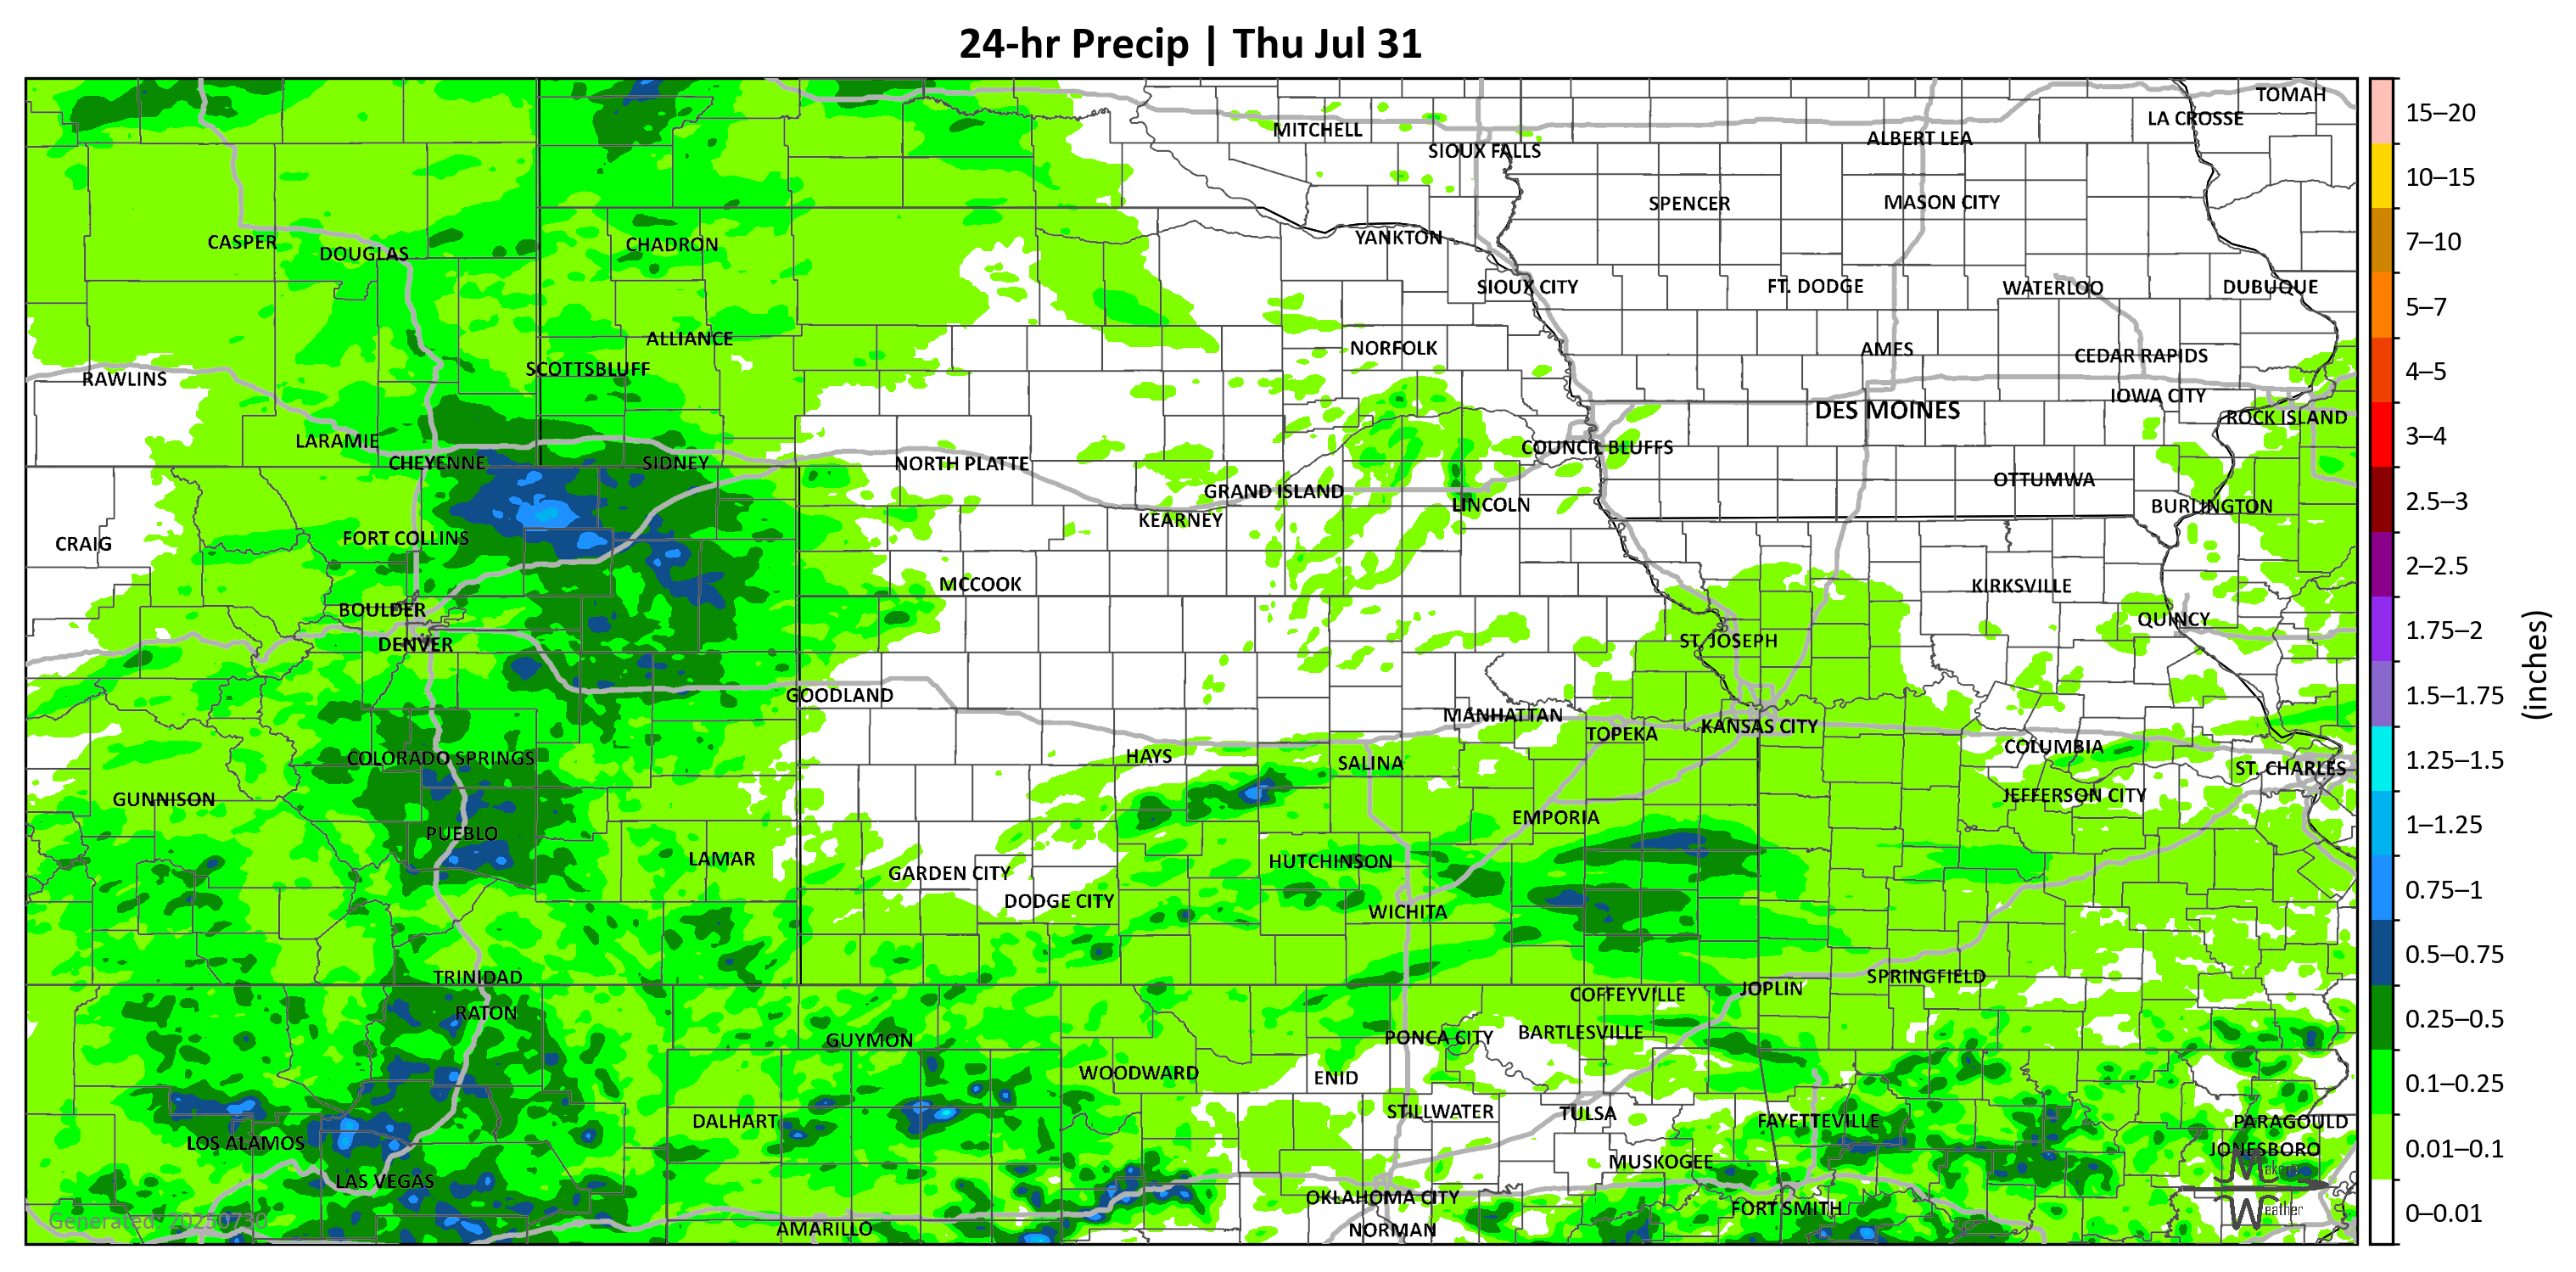 24-hr Precip | Thu Jul 31
TOMAH
LA CROSSE
15–20
MITCHELL
ALBERT LEA
SIOUX FALLS
10–15
SPENCER
MASON CITY
CASPER
DOUGLAS
CHADRON
YANKTON
7–10
SIOUX CITY
FT. DODGE
WATERLOO
DUBUQUE
5–7
ALLIANCE
NORFOLK
AMES
CEDAR RAPIDS
SCOTTSBLUFF
4–5
RAWLINS
IOWA CITY
DES MOINES
ROCK ISLAND
LARAMIE
3–4
COUNCIL BLUFFS
CHEYENNE
SIDNEY
NORTH PLATTE
OTTUMWA
GRAND ISLAND
LINCOLN
BURLINGTON
2.5–3
KEARNEY
FORT COLLINS
CRAIG
2–2.5
MCCOOK
KIRKSVILLE
BOULDER
QUINCY
1.75–2
DENVER
ST. JOSEPH
(inches)
GOODLAND
1.5–1.75
MANHATTAN
TOPEKA
KANSAS CITY
COLUMBIA
COLORADO SPRINGS
HAYS
SALINA
ST. CHARLES
1.25–1.5
GUNNISON
JEFFERSON CITY
EMPORIA
PUEBLO
1–1.25
LAMAR
HUTCHINSON
GARDEN CITY
0.75–1
DODGE CITY
WICHITA
0.5–0.75
TRINIDAD
SPRINGFIELD
COFFEYVILLE
JOPLIN
RATON
0.25–0.5
GUYMON
PONCA CITY
BARTLESVILLE
WOODWARD
ENID
0.1–0.25
DALHART
STILLWATER
TULSA
FAYETTEVILLE
PARAGOULD
LOS ALAMOS
JONESBORO
0.01–0.1
MUSKOGEE
Makens
LAS VEGAS
OKLAHOMA CITY
FORT SMITH
Weather
Generated: 20250730
AMARILLO
NORMAN
0–0.01